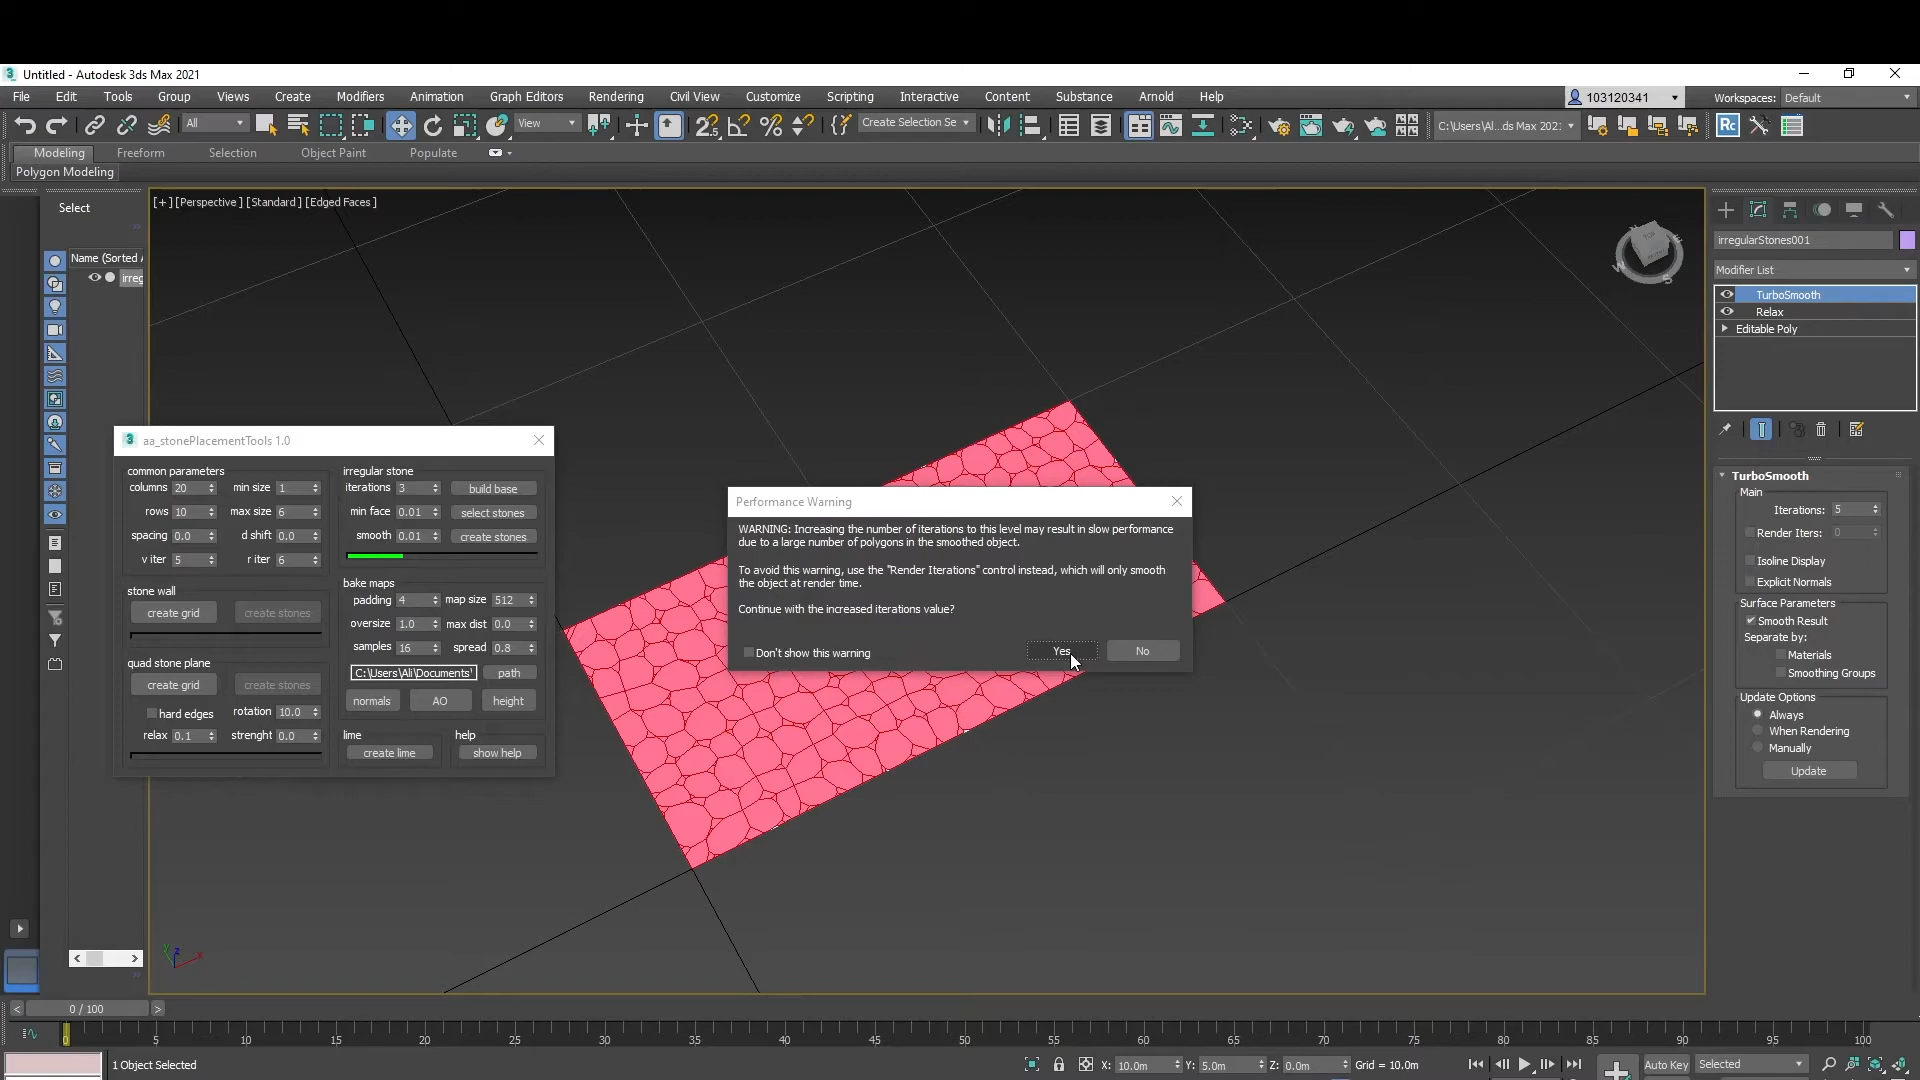 Untitled - Autodesk 3ds Max 2021
File Edit Tools Group Views Create Modifiers Animation Graph Editors Rendering Civil View Customize Scripting Interactive Content Substance Arnold Help
103120341 Workspaces: Default
All View Create Selection Se C:\Users\Al...ds Max 202:
Modeling Freeform Selection Object Paint Populate
Polygon Modeling
Select
[+] [Perspective] [Standard] [Edged Faces]
Name (Sorted A
irreg
irregularStones001
Modifier List
TurboSmooth
Relax
Editable Poly
aa_stonePlacementTools 1.0
common parameters
columns 20 min size 1
rows 10 max size 6
spacing 0.0 d shift 0.0
v iter 5 r iter 6
stone wall
create grid create stones
quad stone plane
create grid create stones
hard edges rotation 10.0
relax 0.1 strenght 0.0
irregular stone
iterations 3 build base
min face 0.01 select stones
smooth 0.01 create stones
bake maps
padding 4 map size 512
oversize 1.0 max dist 0.0
samples 16 spread 0.8
C:\Users\Ali\Documents\ path
normals AO height
lime
create lime
help
show help
Performance Warning
WARNING: Increasing the number of iterations to this level may result in slow performance
due to a large number of polygons in the smoothed object.
To avoid this warning, use the "Render Iterations" control instead, which will only smooth
the object at render time.
Continue with the increased iterations value?
Don't show this warning
Yes No
TurboSmooth
Main
Iterations: 5
Render Iters: 0
Isoline Display
Explicit Normals
Surface Parameters
Smooth Result
Separate by:
Materials
Smoothing Groups
Update Options
Always
When Rendering
Manually
Update
0 / 100
0 5 10 15 20 25 30 35 40 45 50 55 60 65 70 75 80 85 90 95 100
1 Object Selected X: 10.0m Y: 5.0m Z: 0.0m Grid = 10.0m Auto Key Selected